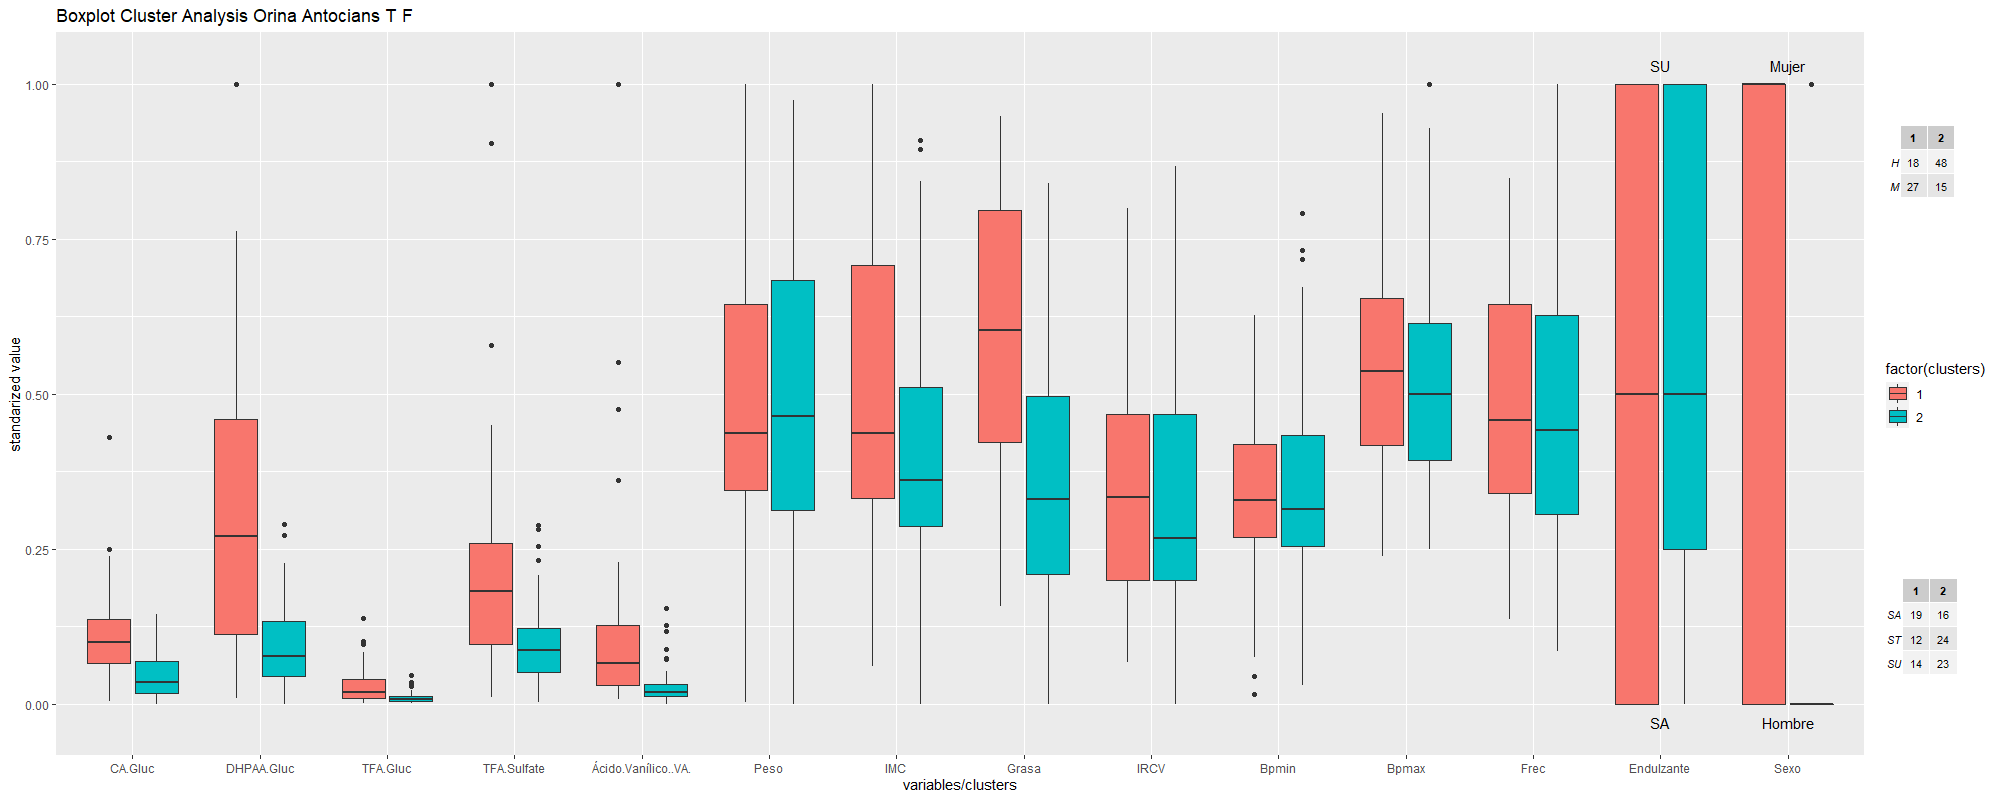 Boxplot Cluster Analysis Orina Antocians T F
standarized value
1.00
0.75
0.50
0.25
0.00
SU
Mujer
SA
Hombre
CA.Gluc
DHPAA.Gluc
TFA.Gluc
TFA.Sulfate
Ácido.Vanílico..VA.
Peso
IMC
Grasa
IRCV
Bpmin
Bpmax
Frec
Endulzante
Sexo
variables/clusters
1 2
H 18 48
M 27 15
factor(clusters)
1
2
1 2
SA 19 16
ST 12 24
SU 14 23